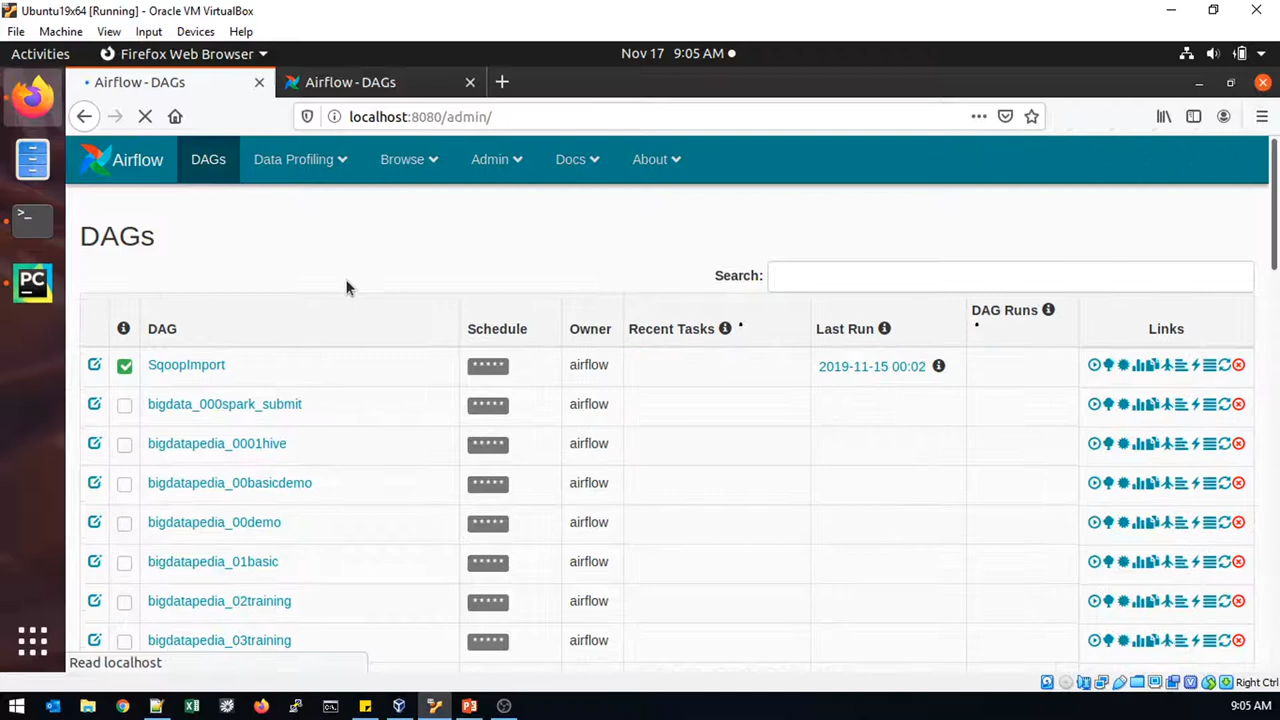 Ubuntu19x64 [Running] - Oracle VM VirtualBox
File Machine View Input Devices Help
Activities Firefox Web Browser Nov 17 9:05 AM
Airflow - DAGs Airflow - DAGs
localhost:8080/admin/
Airflow DAGs Data Profiling Browse Admin Docs About
DAGs
Search:
DAG Schedule Owner Recent Tasks Last Run DAG Runs Links
SqoopImport * * * * * airflow 2019-11-15 00:02
bigdata_000spark_submit * * * * * airflow
bigdatapedia_0001hive * * * * * airflow
bigdatapedia_00basicdemo * * * * * airflow
bigdatapedia_00demo * * * * * airflow
bigdatapedia_01basic * * * * * airflow
bigdatapedia_02training * * * * * airflow
bigdatapedia_03training * * * * * airflow
Read localhost
Right Ctrl
9:05 AM
PC